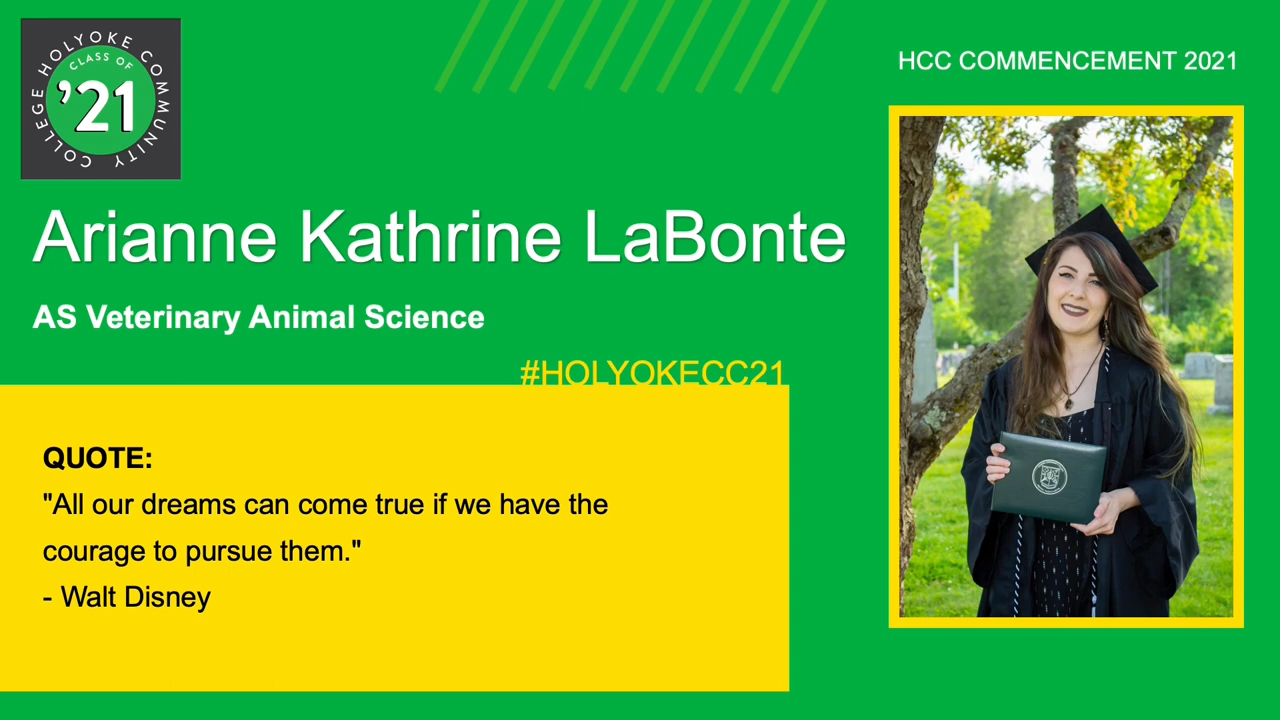 HOLYOKE COMMUNITY COLLEGE
CLASS OF
'21
HCC COMMENCEMENT 2021
Arianne Kathrine LaBonte
AS Veterinary Animal Science
#HOLYOKECC21
QUOTE:
"All our dreams can come true if we have the
courage to pursue them."
- Walt Disney